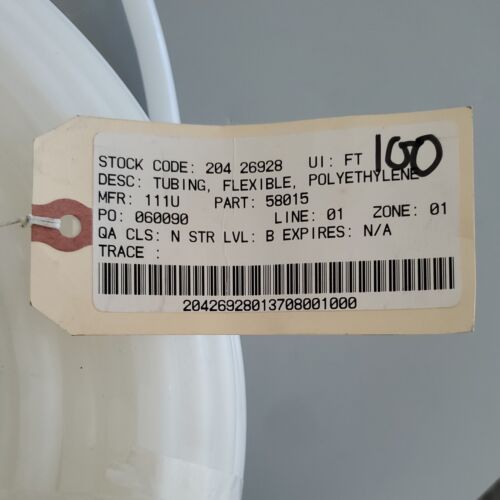 STOCK CODE: 204 26928 UI: FT 100
DESC: TUBING, FLEXIBLE, POLYETHYLENE
MFR: 111U PART: 58015
PO: 060090 LINE: 01 ZONE: 01
QA CLS: N STR LVL: B EXPIRES: N/A
TRACE :
20426928013708001000